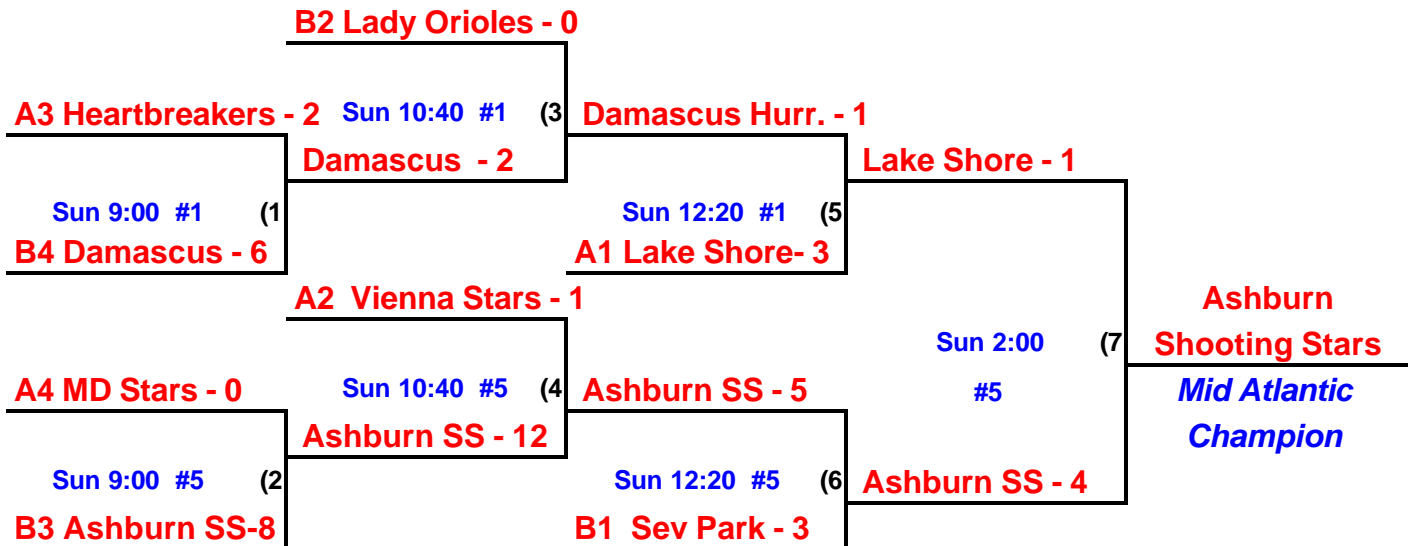 B2 Lady Orioles - 0
A3 Heartbreakers - 2 Sun 10:40 #1 (3 Damascus Hurr. - 1
Damascus - 2 Lake Shore - 1
Sun 9:00 #1 (1 Sun 12:20 #1 (5
B4 Damascus - 6 A1 Lake Shore- 3
A2 Vienna Stars - 1 Ashburn
Sun 2:00 (7 Shooting Stars
A4 MD Stars - 0 Sun 10:40 #5 (4 Ashburn SS - 5 #5 Mid Atlantic
Ashburn SS - 12 Champion
Sun 9:00 #5 (2 Sun 12:20 #5 (6 Ashburn SS - 4
B3 Ashburn SS-8 B1 Sev Park - 3